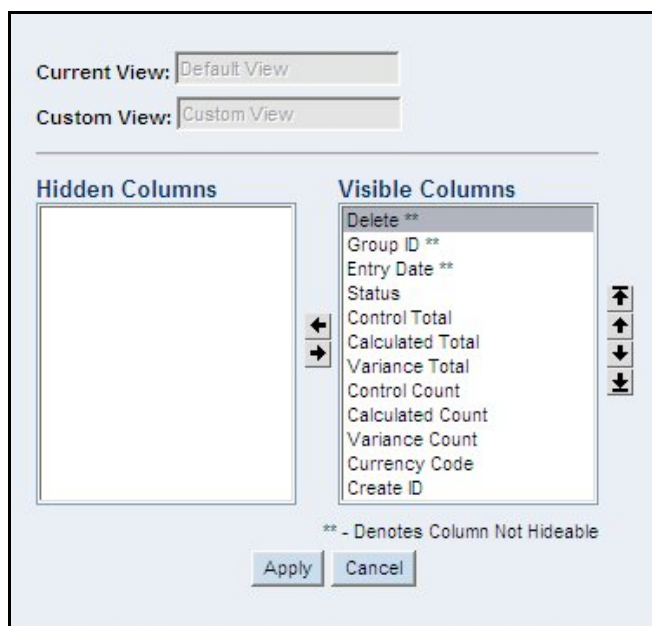 Current View: Default View
Custom View: Custom View
Hidden Columns
Visible Columns
Delete **
Group ID **
Entry Date **
Status
Control Total
Calculated Total
Variance Total
Control Count
Calculated Count
Variance Count
Currency Code
Create ID
** - Denotes Column Not Hideable
Apply
Cancel